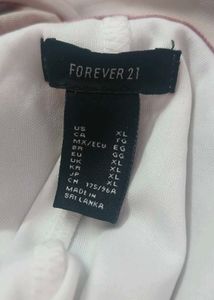 FOREVER 21
US XL
CA TG
MX/ECU EG
BR GG
EU XL
UK XL
KR XL
JP XL
CN 175/96A
MADE IN
SRI LANKA